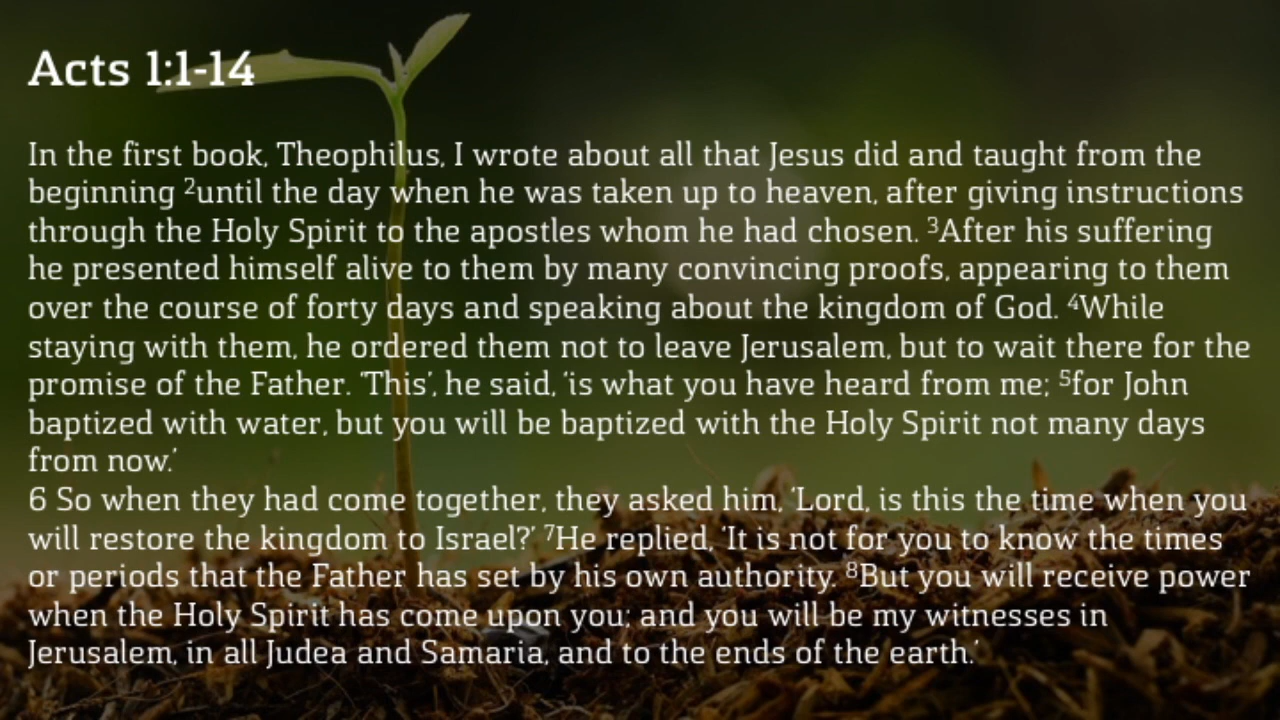 Acts 1:1-14
In the first book, Theophilus, I wrote about all that Jesus did and taught from the
beginning ²until the day when he was taken up to heaven, after giving instructions
through the Holy Spirit to the apostles whom he had chosen. ³After his suffering
he presented himself alive to them by many convincing proofs, appearing to them
over the course of forty days and speaking about the kingdom of God. ⁴While
staying with them, he ordered them not to leave Jerusalem, but to wait there for the
promise of the Father. ‘This’, he said, ‘is what you have heard from me; ⁵for John
baptized with water, but you will be baptized with the Holy Spirit not many days
from now.’
6 So when they had come together, they asked him, ‘Lord, is this the time when you
will restore the kingdom to Israel?’ ⁷He replied, ‘It is not for you to know the times
or periods that the Father has set by his own authority. ⁸But you will receive power
when the Holy Spirit has come upon you; and you will be my witnesses in
Jerusalem, in all Judea and Samaria, and to the ends of the earth.’